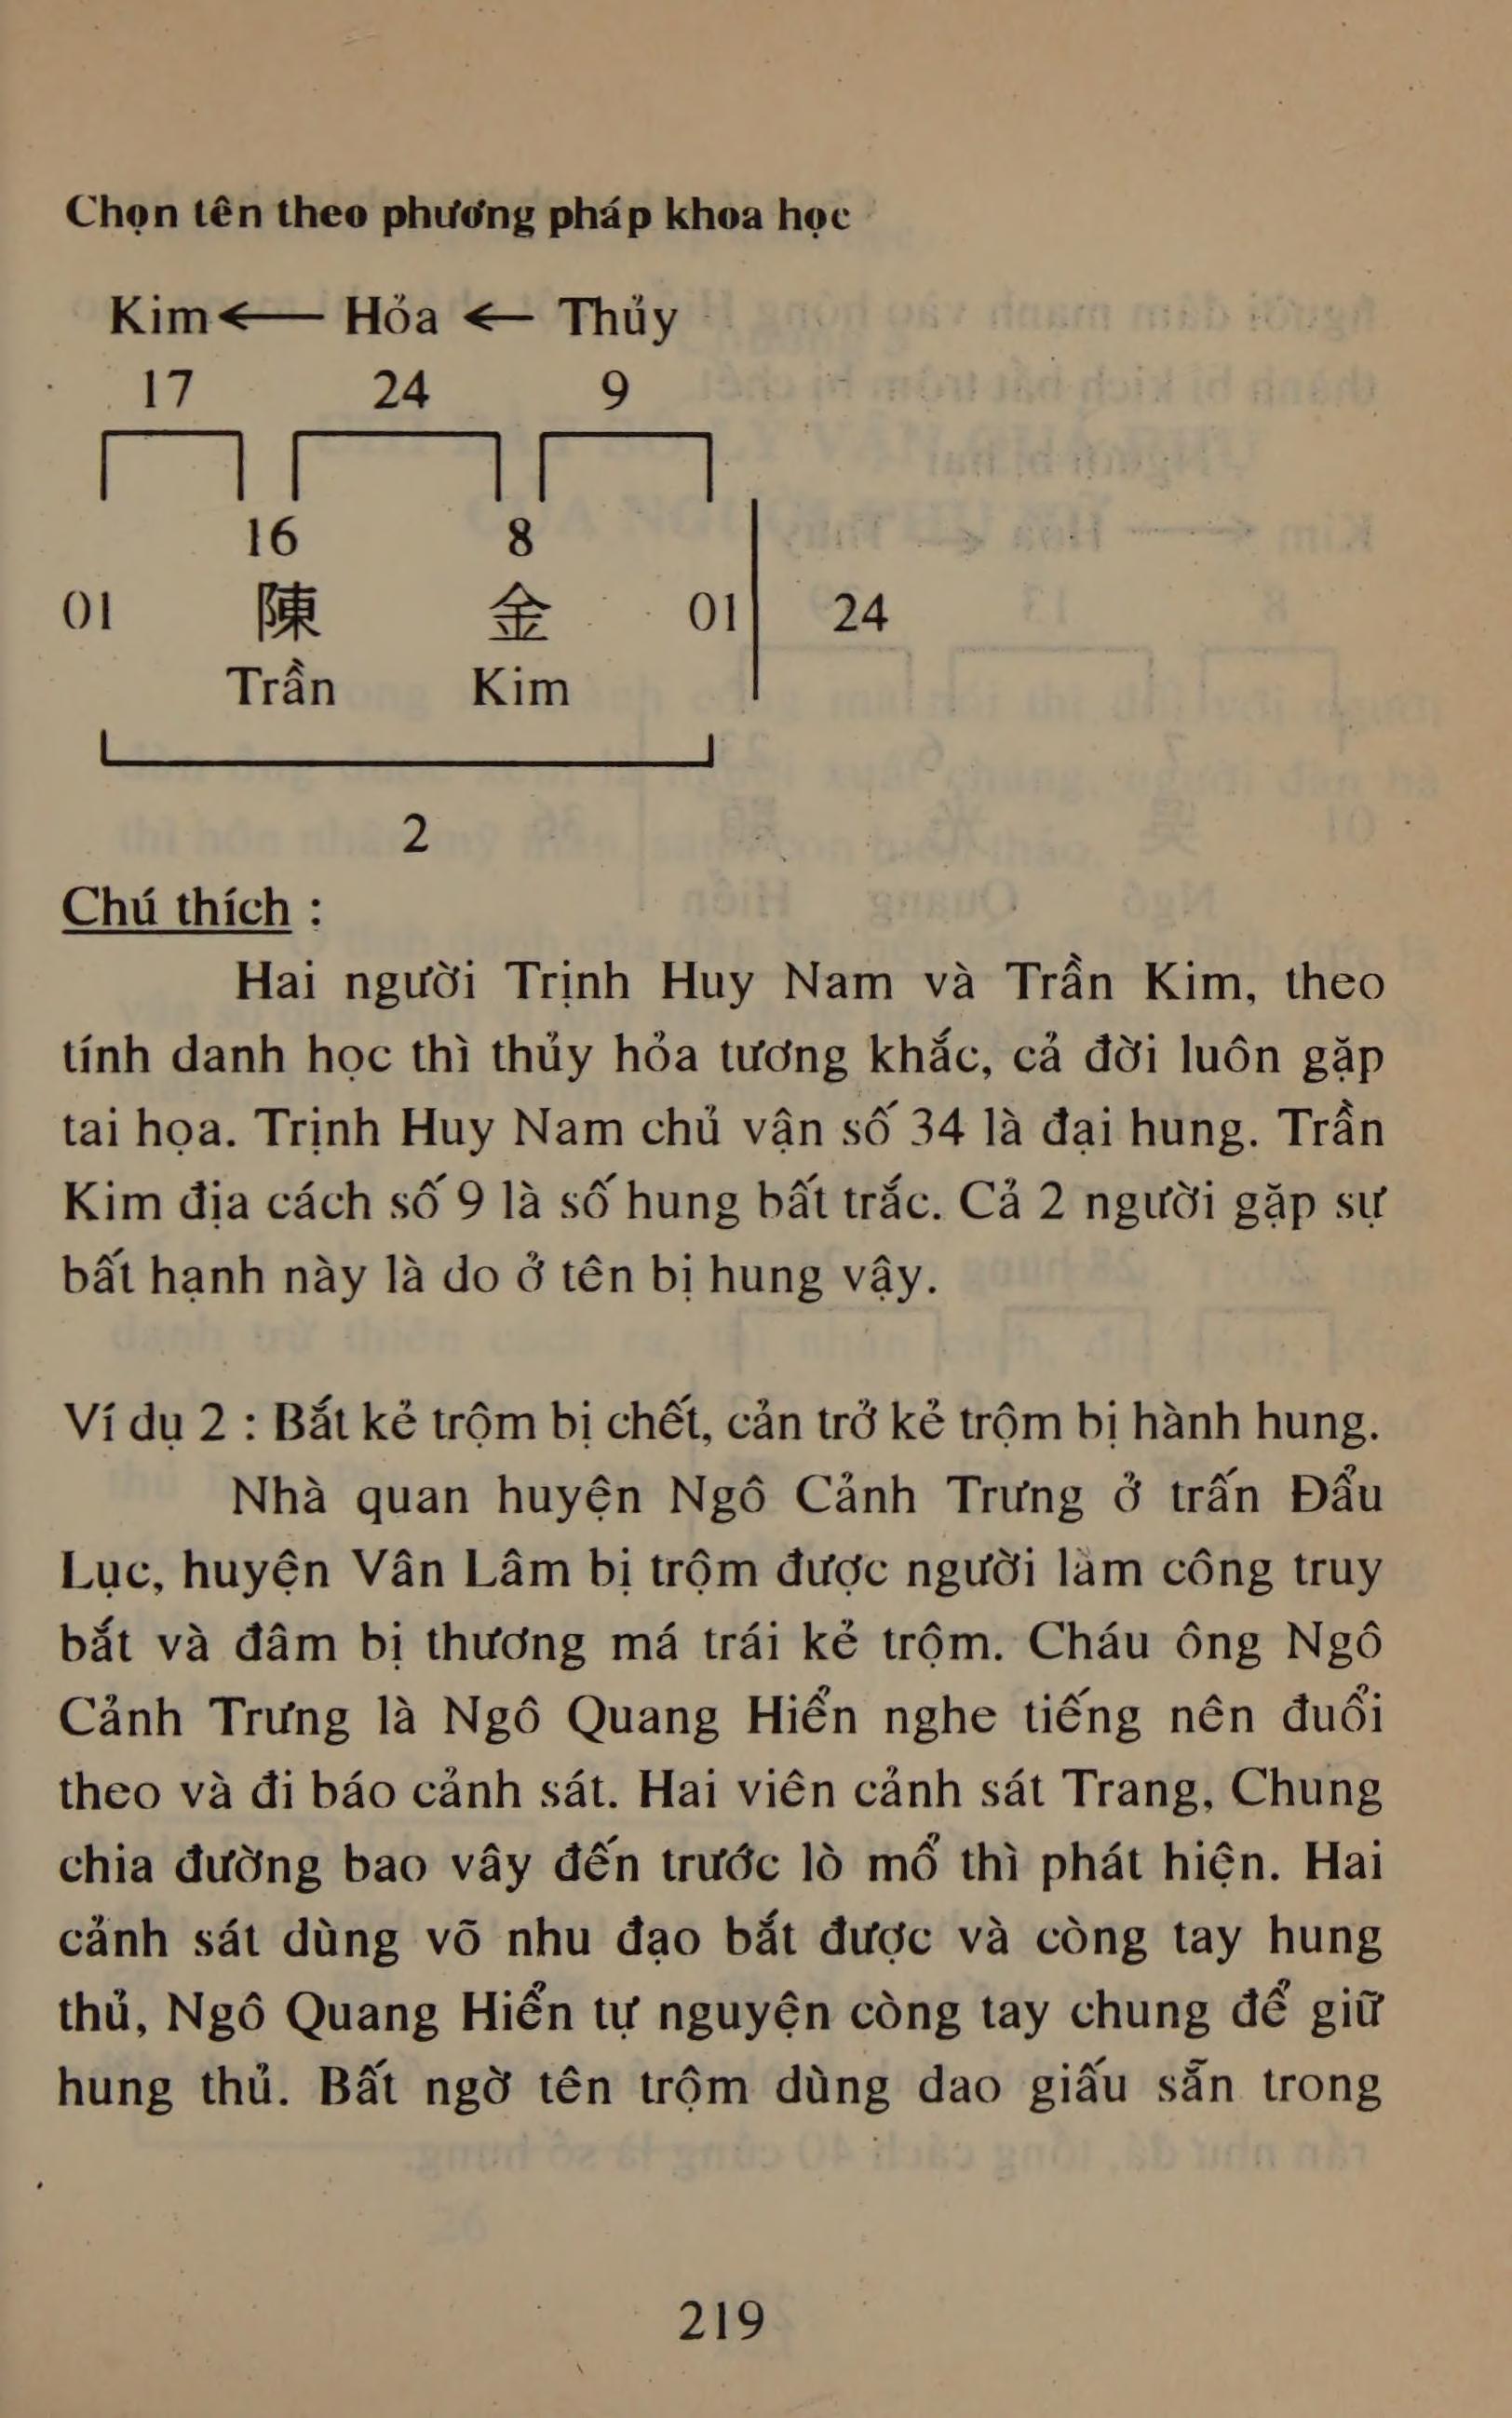 Chọn tên theo phương pháp khoa học
Kim ← Hỏa ← Thủy
17 24 9
16 8
01 陳 金 01 24
Trần Kim
2
Chú thích :
Hai người Trịnh Huy Nam và Trần Kim, theo
tính danh học thì thủy hỏa tương khắc, cả đời luôn gặp
tai họa. Trịnh Huy Nam chủ vận số 34 là đại hung. Trần
Kim địa cách số 9 là số hung bất trắc. Cả 2 người gặp sự
bất hạnh này là do ở tên bị hung vậy.
Ví dụ 2 : Bắt kẻ trộm bị chết, cản trở kẻ trộm bị hành hung.
Nhà quan huyện Ngô Cảnh Trưng ở trấn Đẩu
Lục, huyện Vân Lâm bị trộm được người làm công truy
bắt và đâm bị thương má trái kẻ trộm. Cháu ông Ngô
Cảnh Trưng là Ngô Quang Hiển nghe tiếng nên đuổi
theo và đi báo cảnh sát. Hai viên cảnh sát Trang, Chung
chia đường bao vây đến trước lò mổ thì phát hiện. Hai
cảnh sát dùng võ nhu đạo bắt được và còng tay hung
thủ, Ngô Quang Hiển tự nguyện còng tay chung để giữ
hung thủ. Bất ngờ tên trộm dùng dao giấu sẵn trong
219